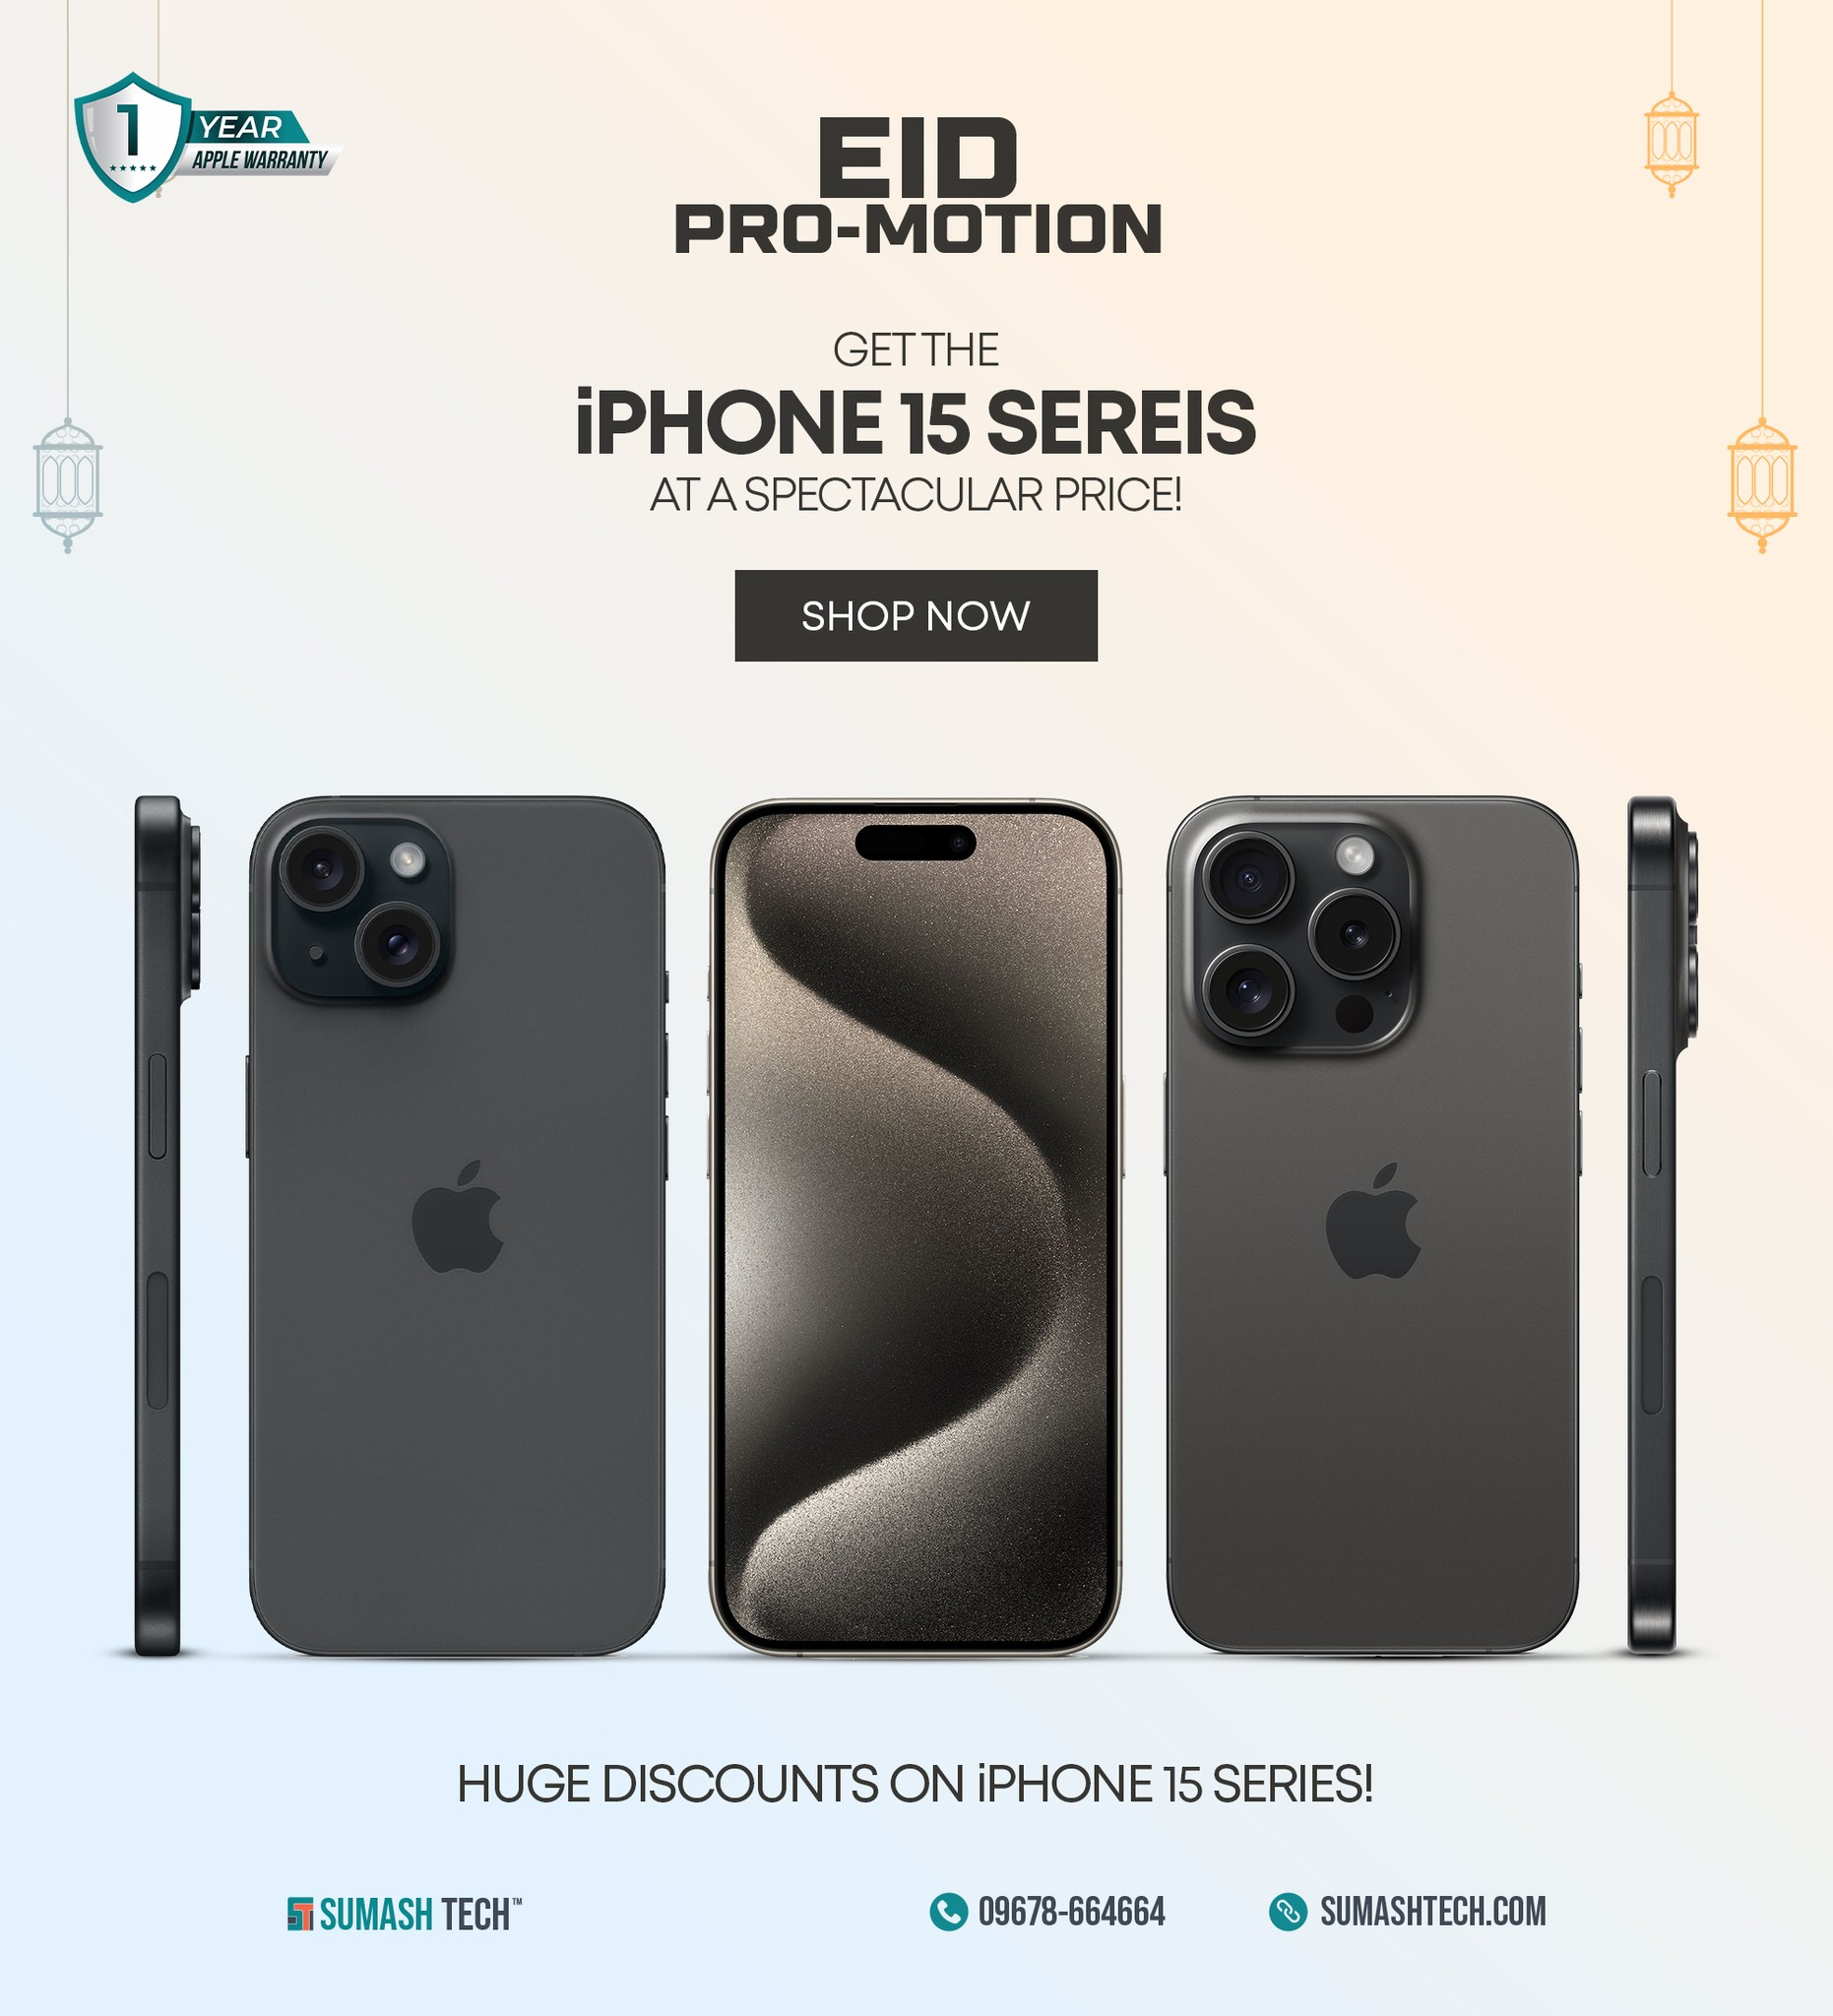 1
YEAR
APPLE WARRANTY
EID
PRO-MOTION
GET THE
iPHONE 15 SEREIS
AT A SPECTACULAR PRICE!
SHOP NOW
HUGE DISCOUNTS ON iPHONE 15 SERIES!
ST SUMASH TECH™
09678-664664
SUMASHTECH.COM